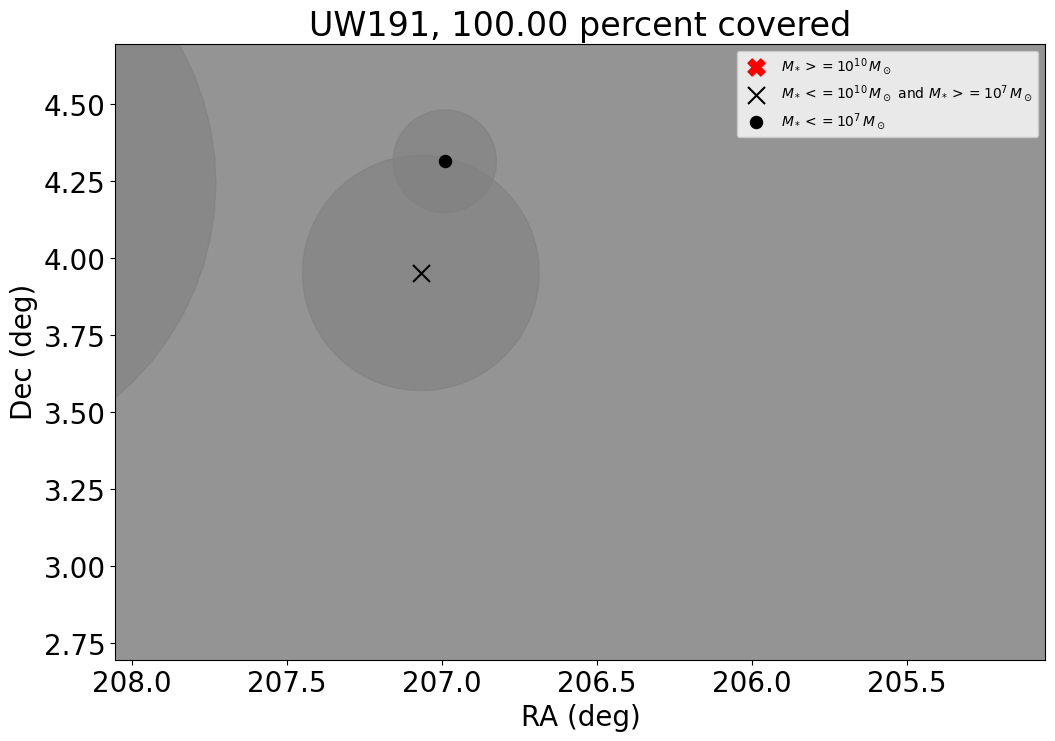 UW191, 100.00 percent covered
M* >= 10^10 M⊙
M* <= 10^10 M⊙ and M* >= 10^7 M⊙
M* <= 10^7 M⊙
4.50
4.25
4.00
3.75
3.50
3.25
3.00
2.75
Dec (deg)
208.0 207.5 207.0 206.5 206.0 205.5
RA (deg)